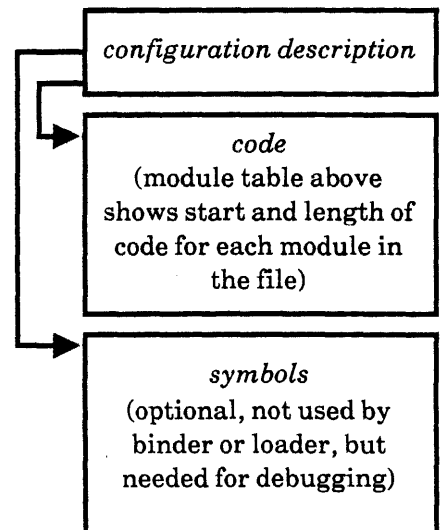 configuration description
code
(module table above
shows start and length of
code for each module in
the file)
symbols
(optional, not used by
binder or loader, but
needed for debugging)